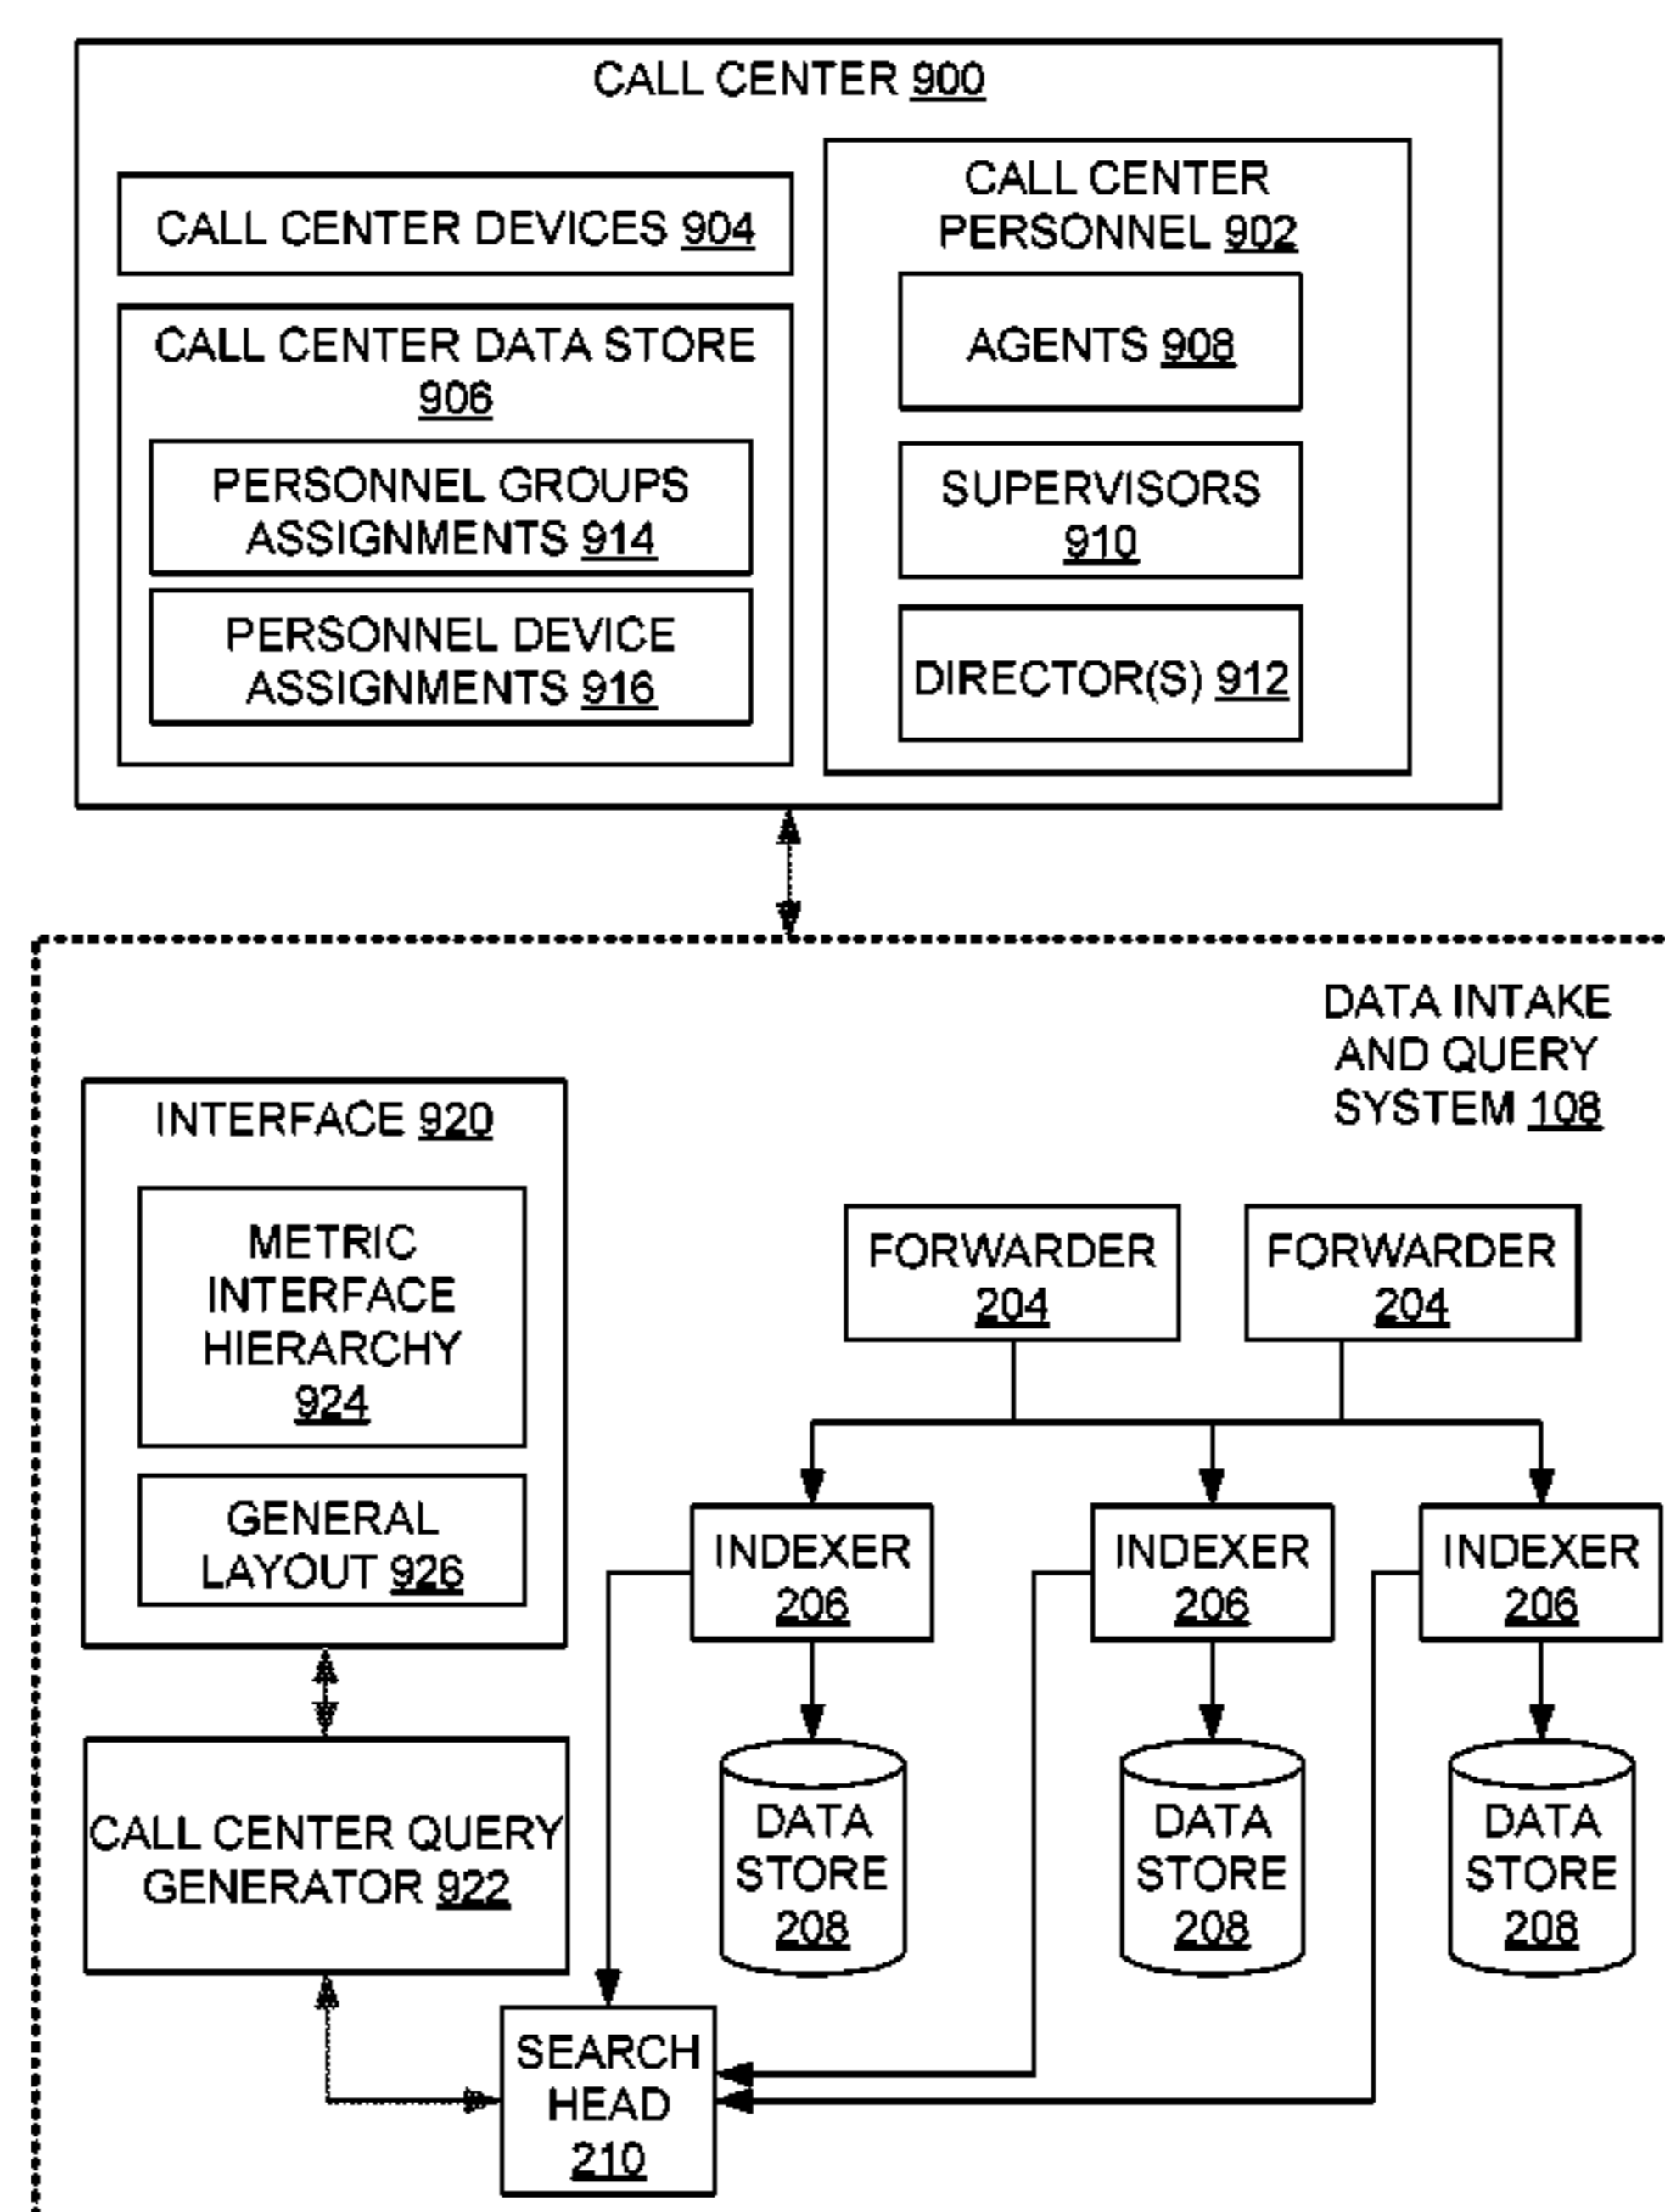 CALL CENTER 900
CALL CENTER DEVICES 904
CALL CENTER DATA STORE
906
PERSONNEL GROUPS
ASSIGNMENTS 914
PERSONNEL DEVICE
ASSIGNMENTS 916
CALL CENTER
PERSONNEL 902
AGENTS 908
SUPERVISORS
910
DIRECTOR(S) 912
DATA INTAKE
AND QUERY
SYSTEM 108
INTERFACE 920
METRIC
INTERFACE
HIERARCHY
924
GENERAL
LAYOUT 926
FORWARDER
204
FORWARDER
204
INDEXER
206
INDEXER
206
INDEXER
206
CALL CENTER QUERY
GENERATOR 922
DATA
STORE
208
DATA
STORE
208
DATA
STORE
208
SEARCH
HEAD
210